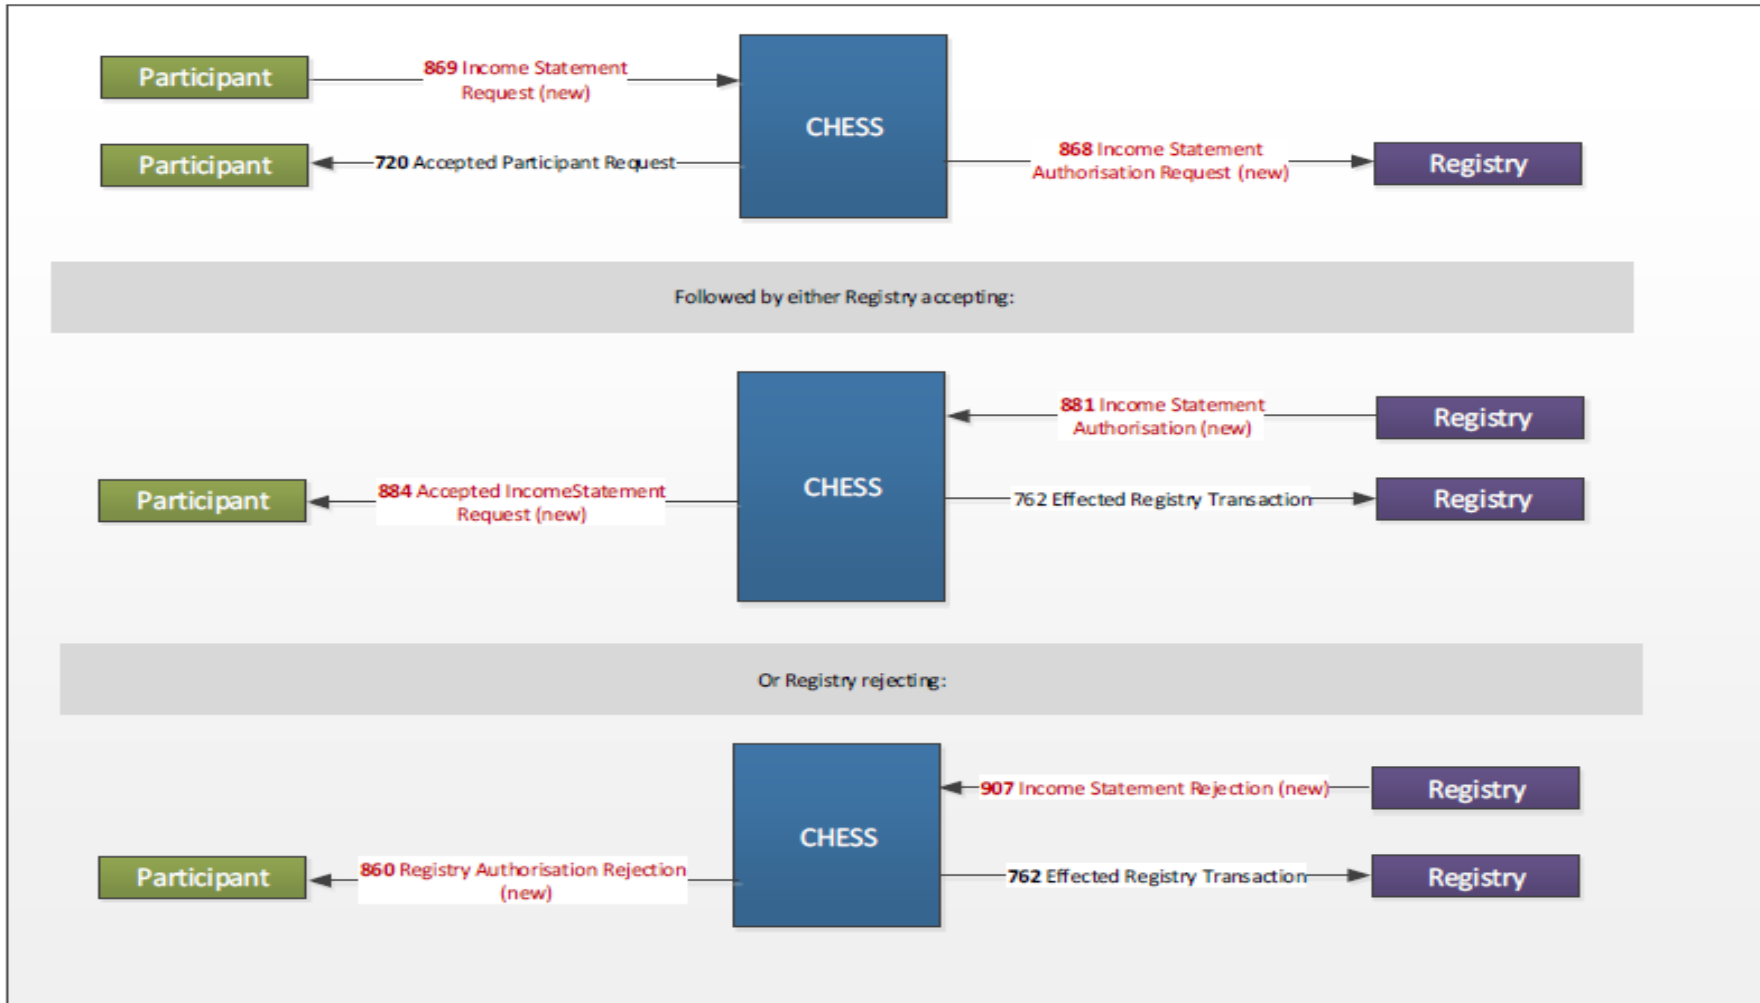 Participant
869 Income Statement
Request (new)
CHESS
Participant
720 Accepted Participant Request
868 Income Statement
Authorisation Request (new)
Registry
Followed by either Registry accepting:
881 Income Statement
Authorisation (new)
Registry
CHESS
Participant
884 Accepted IncomeStatement
Request (new)
762 Effected Registry Transaction
Registry
Or Registry rejecting:
907 Income Statement Rejection (new)
Registry
CHESS
Participant
860 Registry Authorisation Rejection
(new)
762 Effected Registry Transaction
Registry